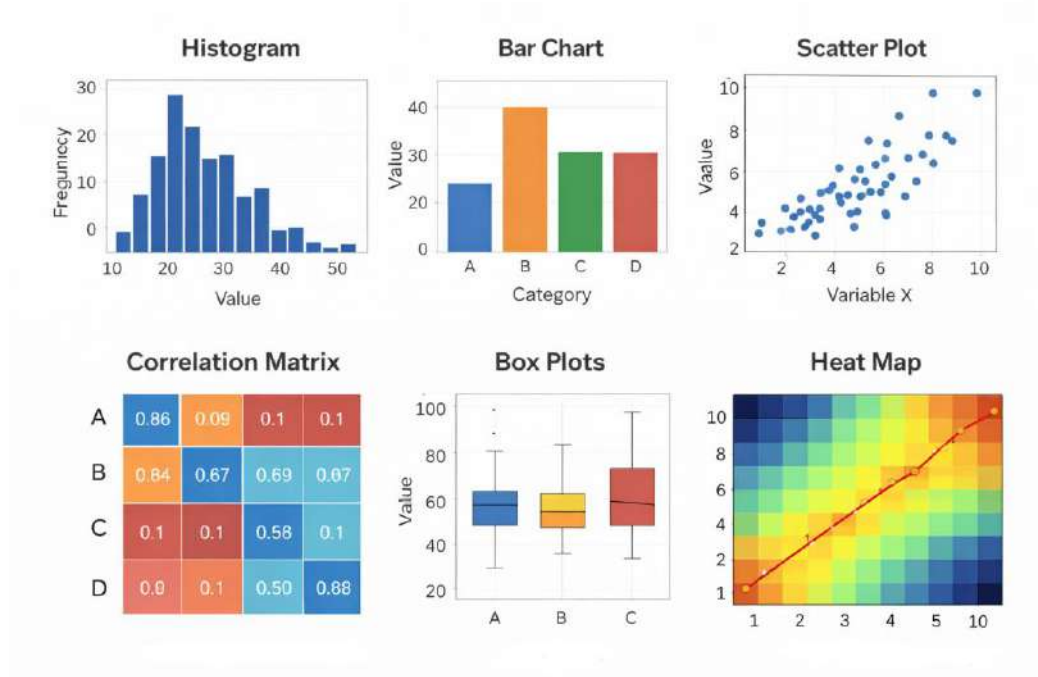 Histogram
Freguniccy
30
20
10
0
10 20 30 40 50
Value
Bar Chart
Value
40
30
20
0
A B C D
Category
Scatter Plot
Vaalue
10
8
6
4
2
2 4 6 8 10
Variable X
Correlation Matrix
A 0.86 0.09 0.1 0.1
B 0.84 0.67 0.69 0.67
C 0.1 0.1 0.58 0.1
D 0.9 0.1 0.50 0.68
Box Plots
Value
100
80
60
40
20
A B C
Heat Map
10
8
6
4
2
1
1 2 3 4 5 10